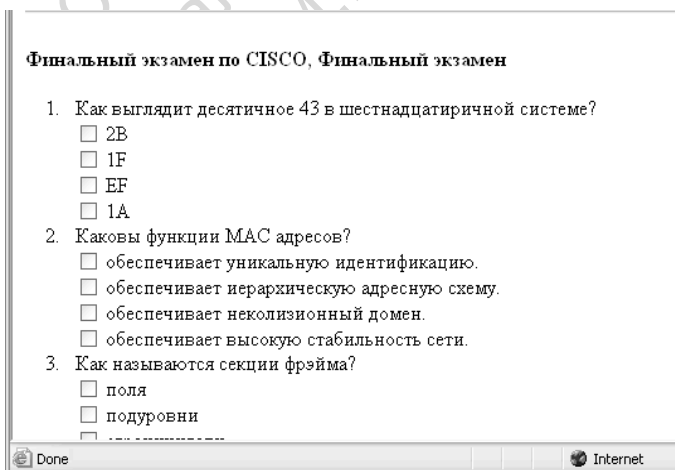 Финальный экзамен по CISCO, Финальный экзамен
1. Как выглядит десятичное 43 в шестнадцатиричной системе?
2B
1F
EF
1A
2. Каковы функции MAC адресов?
обеспечивает уникальную идентификацию.
обеспечивает иерархическую адресную схему.
обеспечивает неколизионный домен.
обеспечивает высокую стабильность сети.
3. Как называются секции фрэйма?
поля
подуровни
Done
Internet